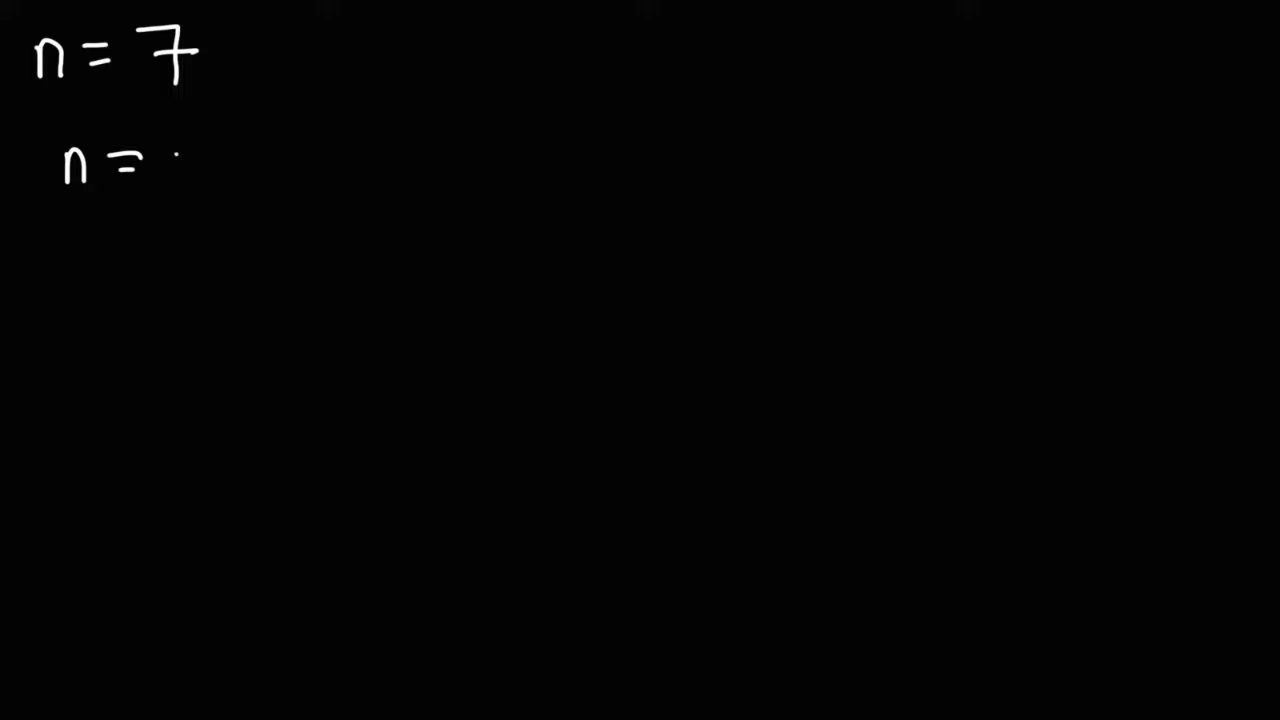 n = 7
n =